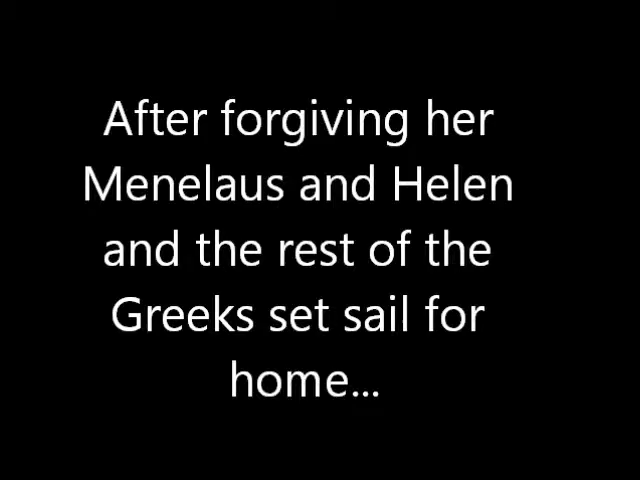 After forgiving her
Menelaus and Helen
and the rest of the
Greeks set sail for
home...